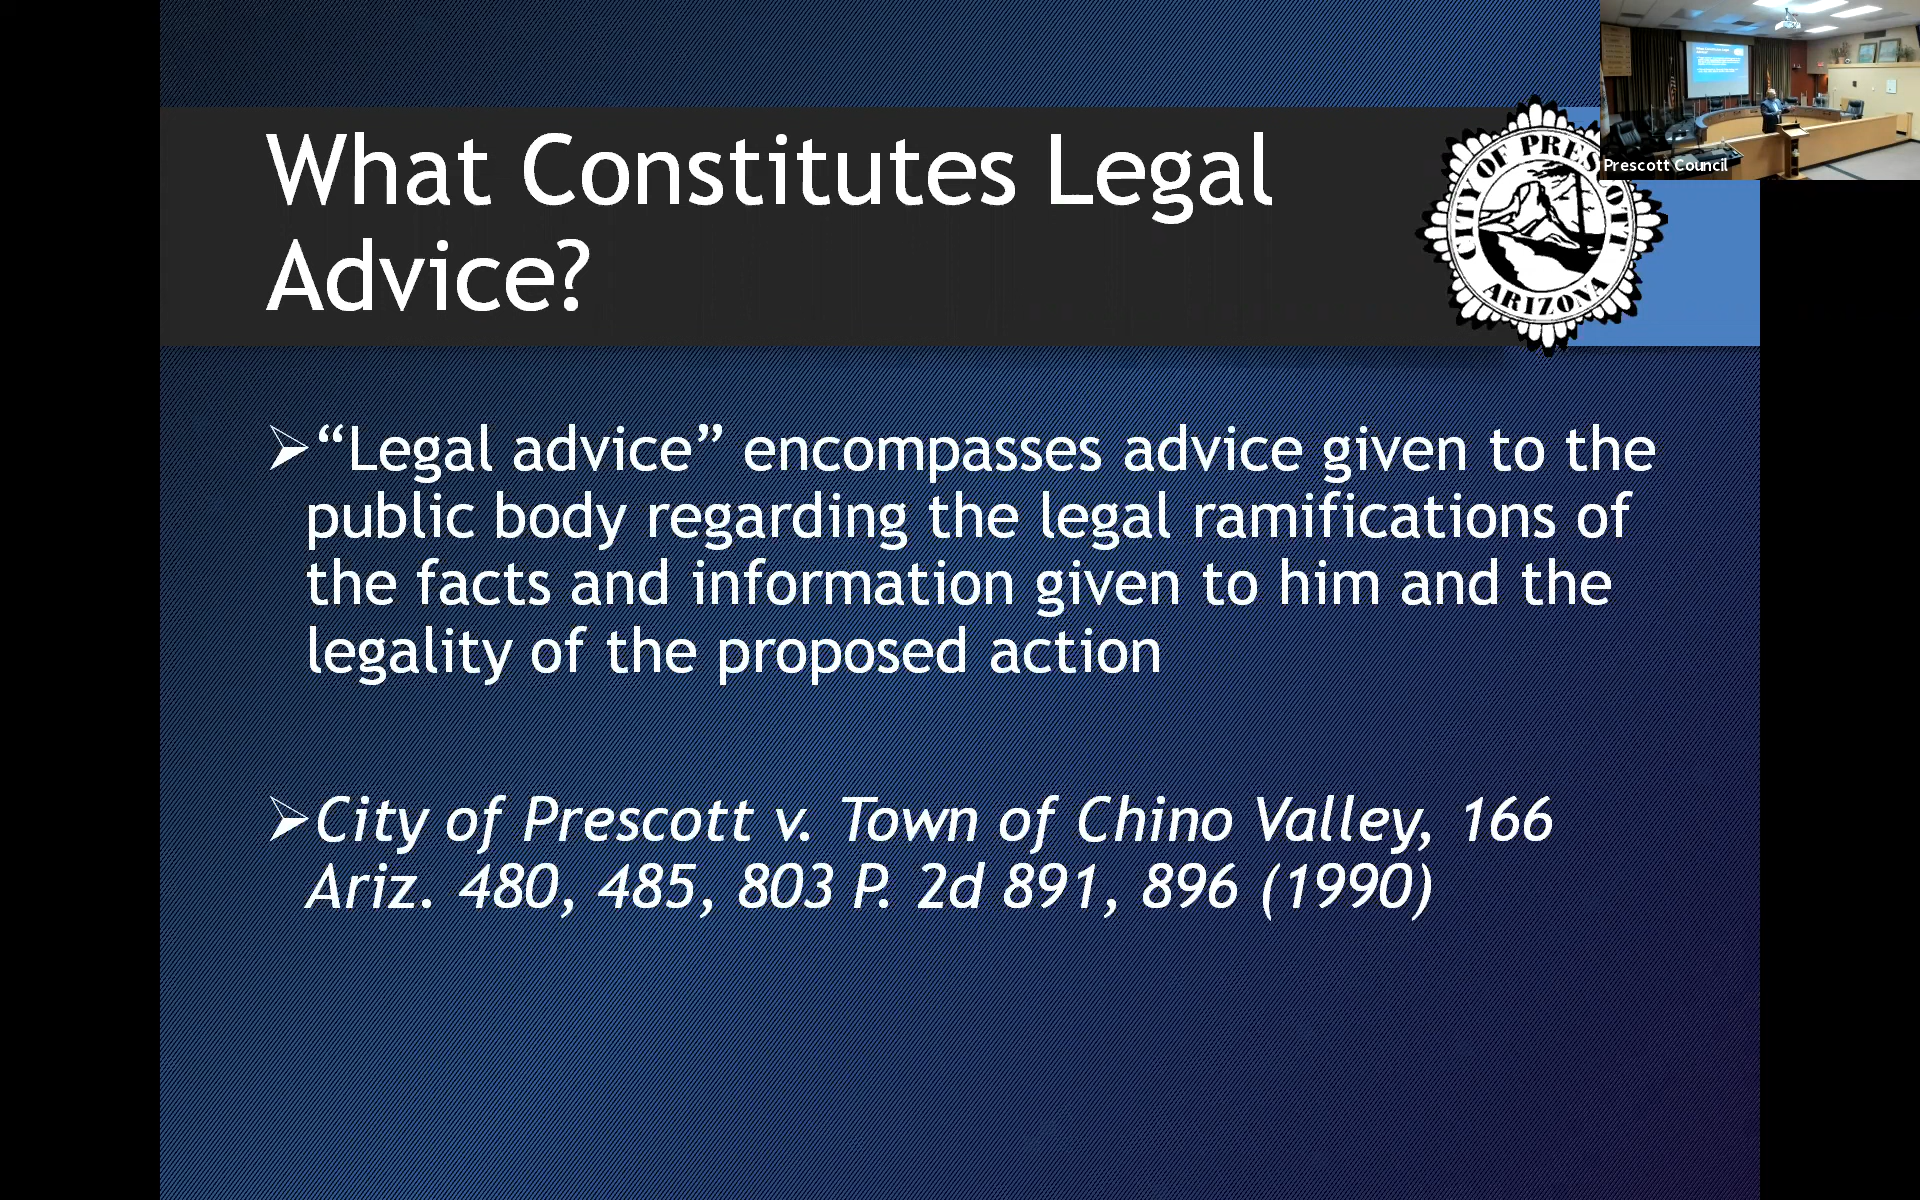 What Constitutes Legal
Advice?
CITY OF PRESCOTT
ARIZONA
Prescott Council
➢“Legal advice” encompasses advice given to the
public body regarding the legal ramifications of
the facts and information given to him and the
legality of the proposed action
➢City of Prescott v. Town of Chino Valley, 166
Ariz. 480, 485, 803 P. 2d 891, 896 (1990)